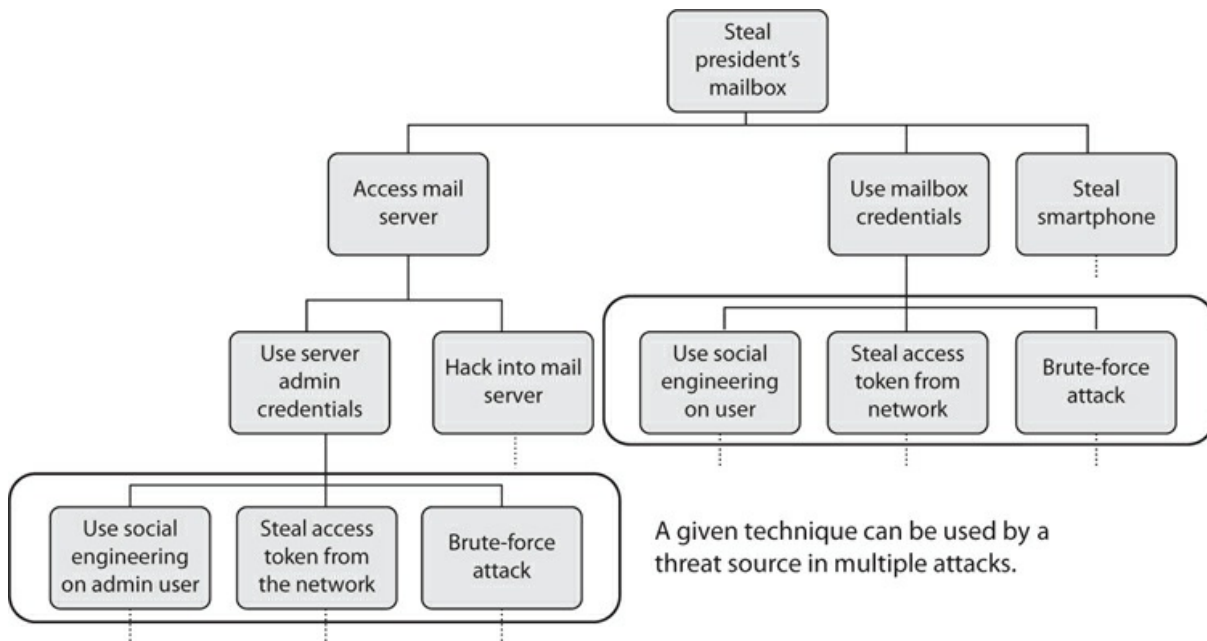 Steal
president's
mailbox
Access mail
server
Use mailbox
credentials
Steal
smartphone
Use server
admin
credentials
Hack into mail
server
Use social
engineering
on user
Steal access
token from
network
Brute-force
attack
Use social
engineering
on admin user
Steal access
token from
the network
Brute-force
attack
A given technique can be used by a
threat source in multiple attacks.